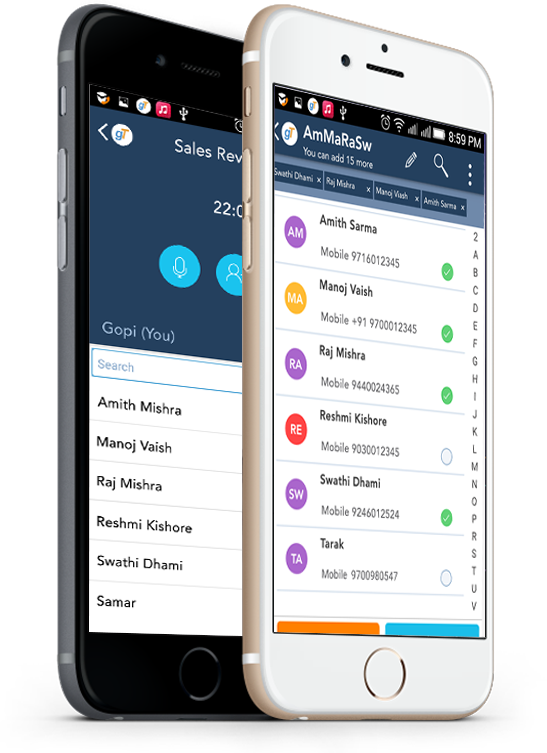 gT
Sales Rev
22:0
Gopi (You)
Search
Amith Mishra
Manoj Vaish
Raj Mishra
Reshmi Kishore
Swathi Dhami
Samar
8:59 PM
gT
AmMaRaSw
You can add 15 more
Swathi Dhami × Raj Mishra × Manoj Viash × Amith Sarma ×
AM Amith Sarma
Mobile 9716012345
MA Manoj Vaish
Mobile +91 9700012345
RA Raj Mishra
Mobile 9440024365
RE Reshmi Kishore
Mobile 9030012345
SW Swathi Dhami
Mobile 9246012524
TA Tarak
Mobile 9700980547
2
A
B
C
D
E
F
G
H
I
J
K
L
M
N
O
P
R
S
T
U
V